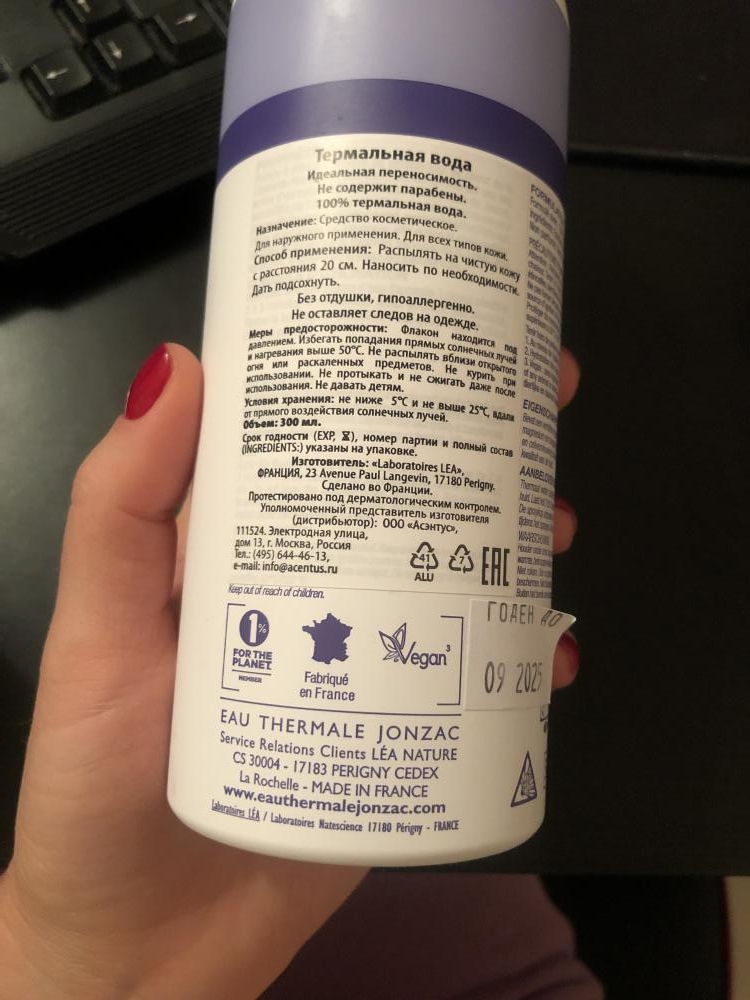 Термальная вода
Идеальная переносимость.
Не содержит парабены.
100% термальная вода.
Назначение: Средство косметическое.
Для наружного применения. Для всех типов кожи.
Способ применения: Распылять на чистую кожу
с расстояния 20 см. Наносить по необходимости.
Дать подсохнуть.
Без отдушки, гипоаллергенно.
Не оставляет следов на одежде.
Меры предосторожности: Флакон находится под
давлением. Избегать попадания прямых солнечных лучей
и нагревания выше 50°C. Не распылять вблизи открытого
огня или раскаленных предметов. Не курить при
использовании. Не протыкать и не сжигать даже после
использования. Не давать детям.
Условия хранения: не ниже 5°C и не выше 25°C, вдали
от прямого воздействия солнечных лучей.
Объем: 300 мл.
Срок годности (EXP, ⌛), номер партии и полный состав
(INGREDIENTS:) указаны на упаковке.
Изготовитель: «Laboratoires LEA»,
ФРАНЦИЯ, 23 Avenue Paul Langevin, 17180 Perigny.
Сделано во Франции.
Протестировано под дерматологическим контролем.
Уполномоченный представитель изготовителя
(дистрибьютор): ООО «Асэнтус»,
111524. Электродная улица,
дом 13, г. Москва, Россия
Тел.: (495) 644-46-13,
e-mail: info@acentus.ru
41
ALU
7
EAC
Keep out of reach of children.
1%
FOR THE
PLANET
MEMBER
Fabriqué
en France
Vegan³
ГОДЕН ДО
09 2025
EAU THERMALE JONZAC
Service Relations Clients LÉA NATURE
CS 30004 - 17183 PERIGNY CEDEX
La Rochelle - MADE IN FRANCE
www.eauthermalejonzac.com
Laboratoires LÉA / Laboratoires Natescience 17180 Périgny - FRANCE